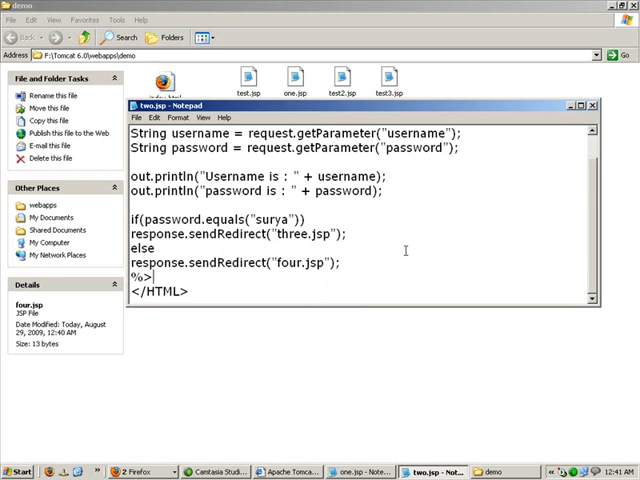 demo
File Edit View Favorites Tools Help
Back Search Folders
Address F:\Tomcat 6.0\webapps\demo Go
File and Folder Tasks
Rename this file
Move this file
Copy this file
Publish this file to the Web
E-mail this file
Delete this file
Other Places
webapps
My Documents
Shared Documents
My Computer
My Network Places
Details
four.jsp
JSP File
Date Modified: Today, August
29, 2009, 12:40 AM
Size: 13 bytes
test.jsp one.jsp test2.jsp test3.jsp
two.jsp - Notepad
File Edit Format View Help
String username = request.getParameter("username");
String password = request.getParameter("password");
out.println("Username is : " + username);
out.println("password is : " + password);
if(password.equals("surya"))
response.sendRedirect("three.jsp");
else
response.sendRedirect("four.jsp");
%>
</HTML>
Start » 2 Firefox Camtasia Studi... Apache Tomca... one.jsp - Note... two.jsp - Not... demo « 12:41 AM